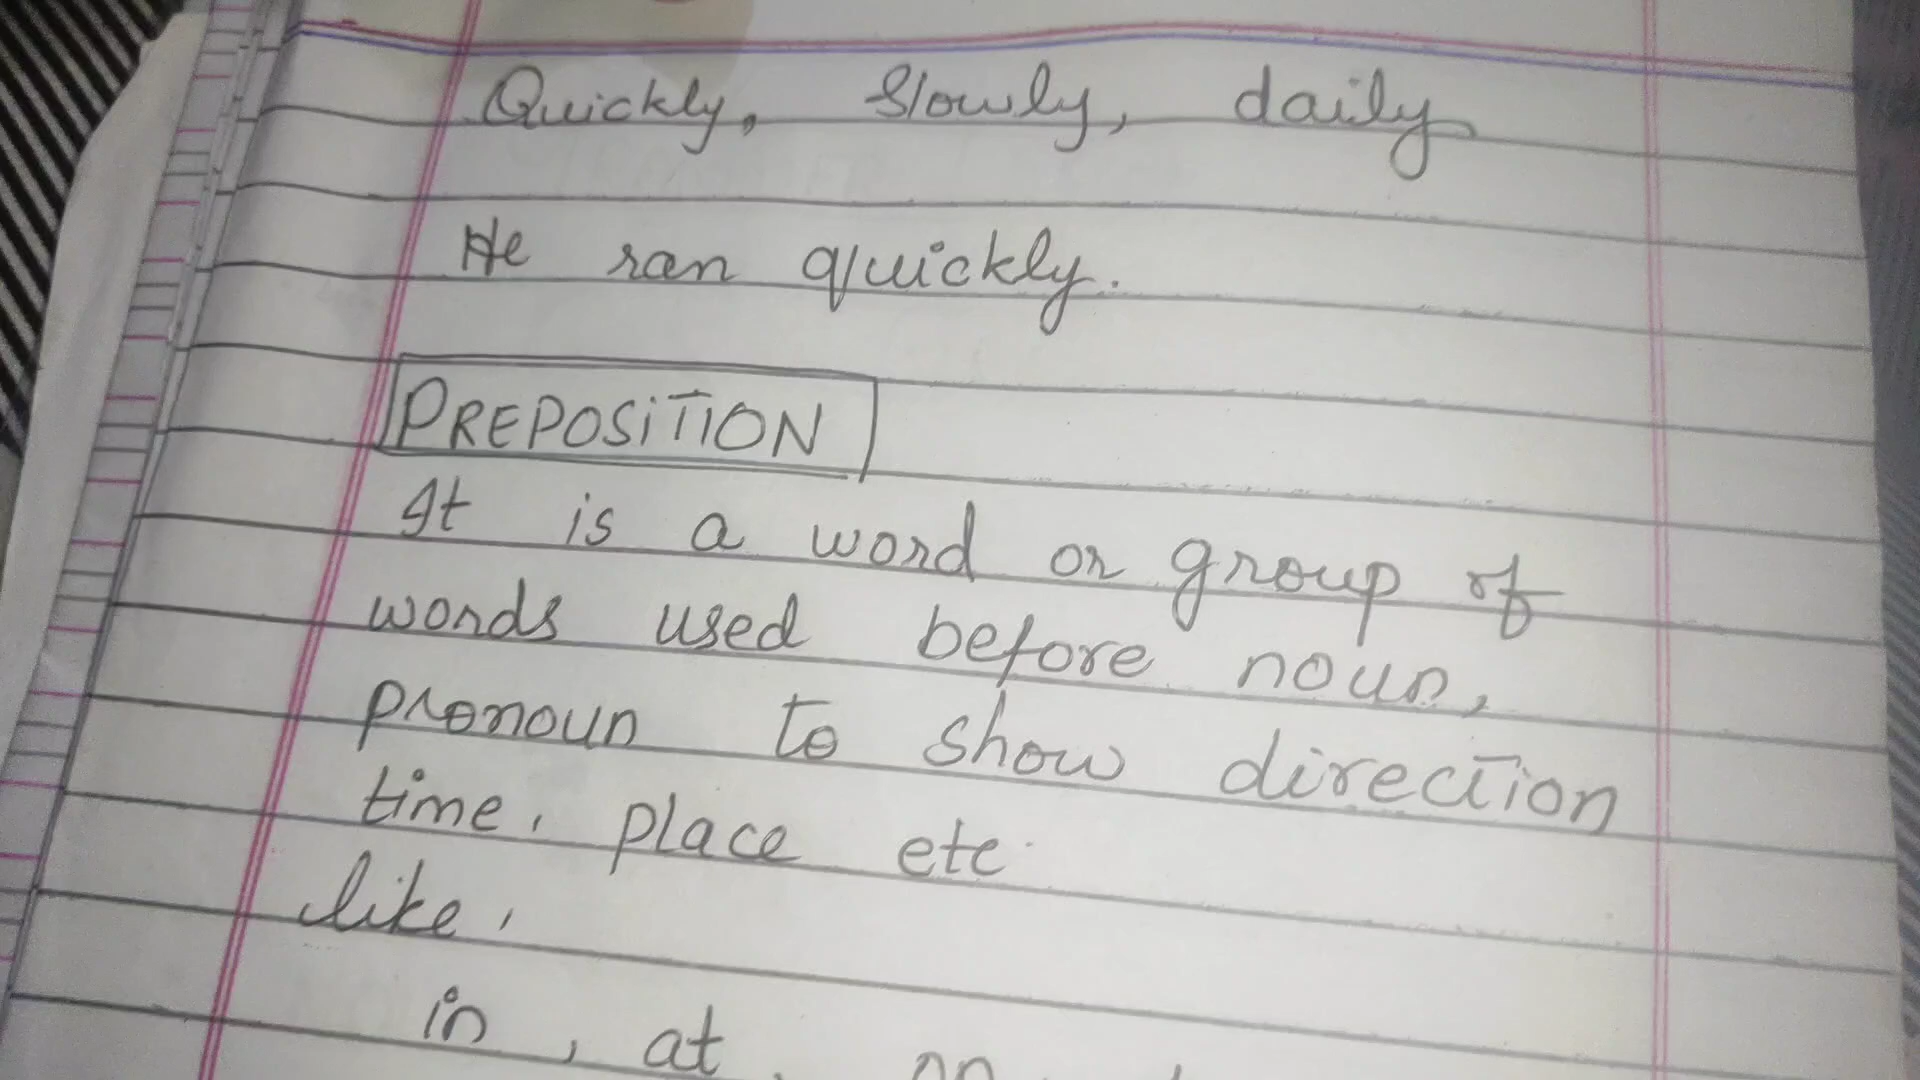 Quickly, Slowly, daily
He ran quickly.
PREPOSITION
It is a word or group of
words used before noun,
pronoun to show direction
time, place etc.
like,
in, at